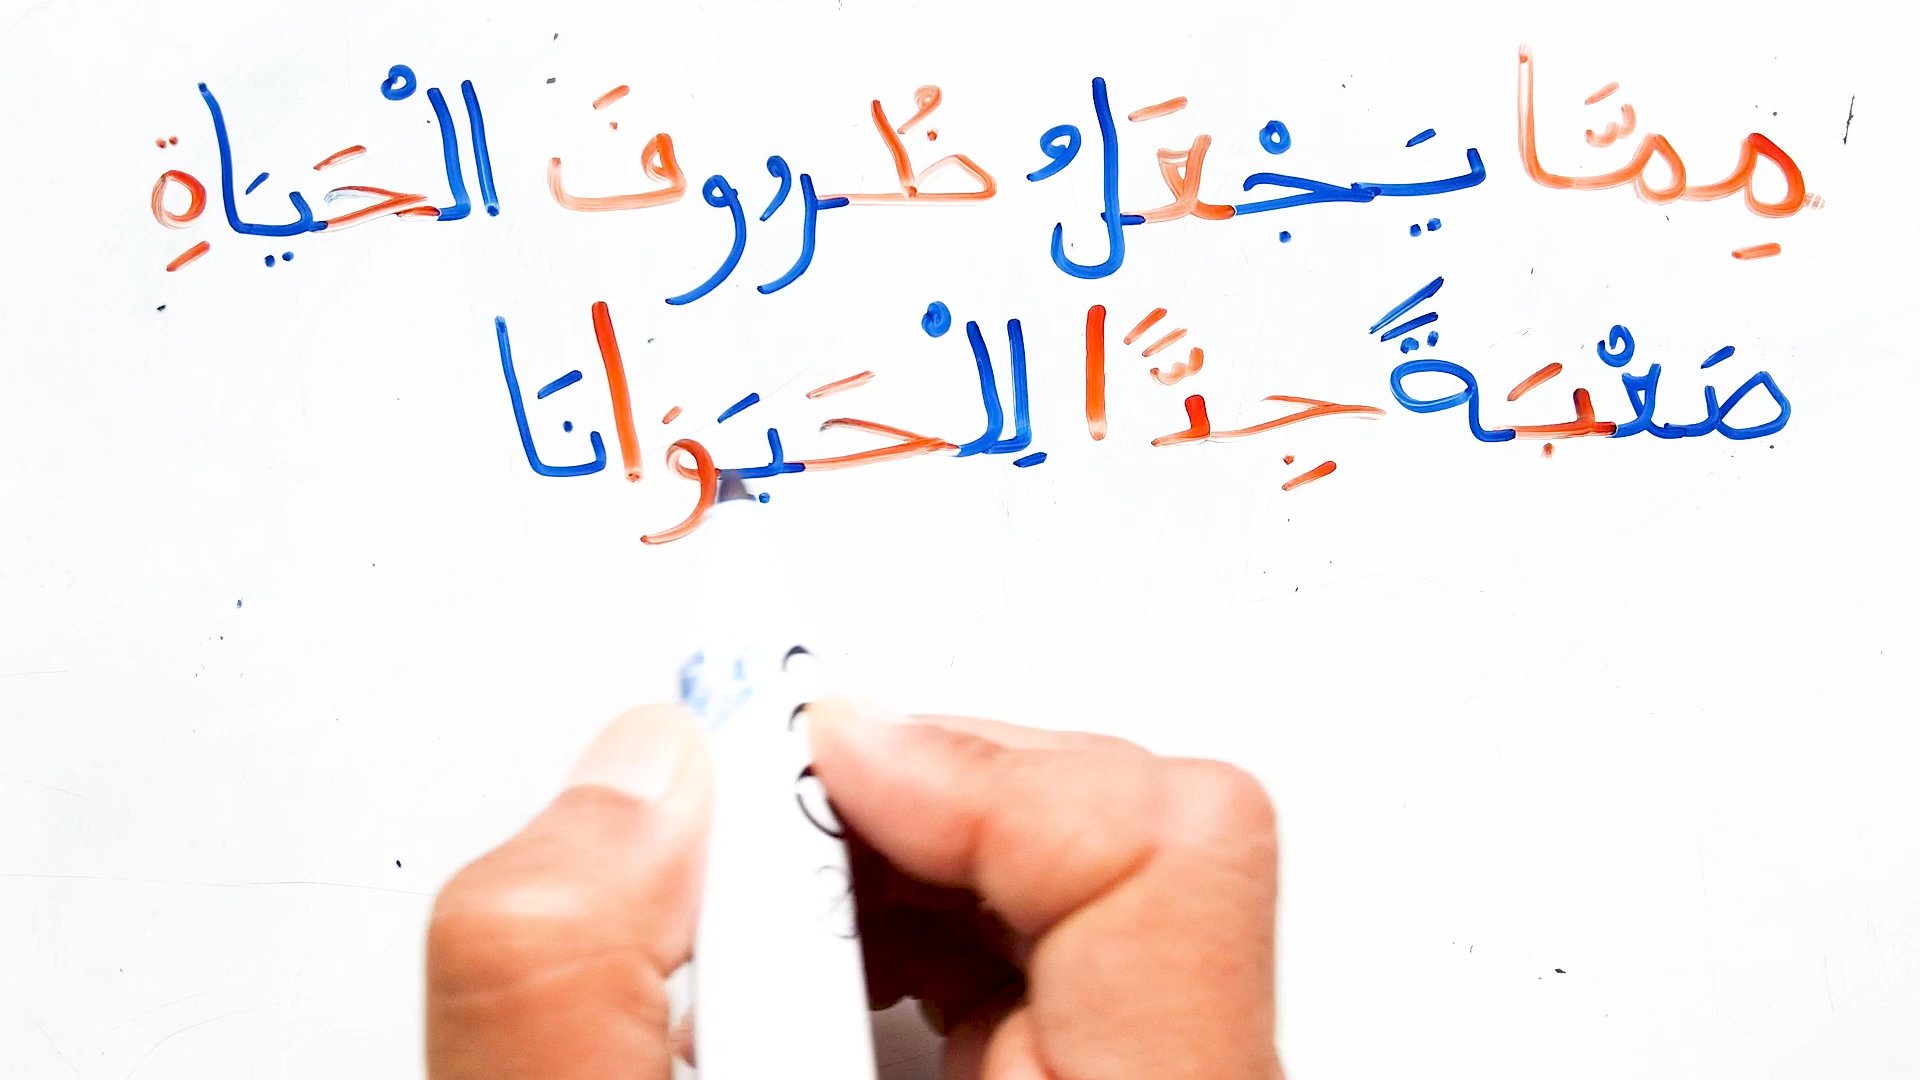 مِمَّا يَجْعَلُ ظُرُوفَ الْحَيَاةِ
صَعْبَةً جِدًّا لِلْحَيَوَانَا